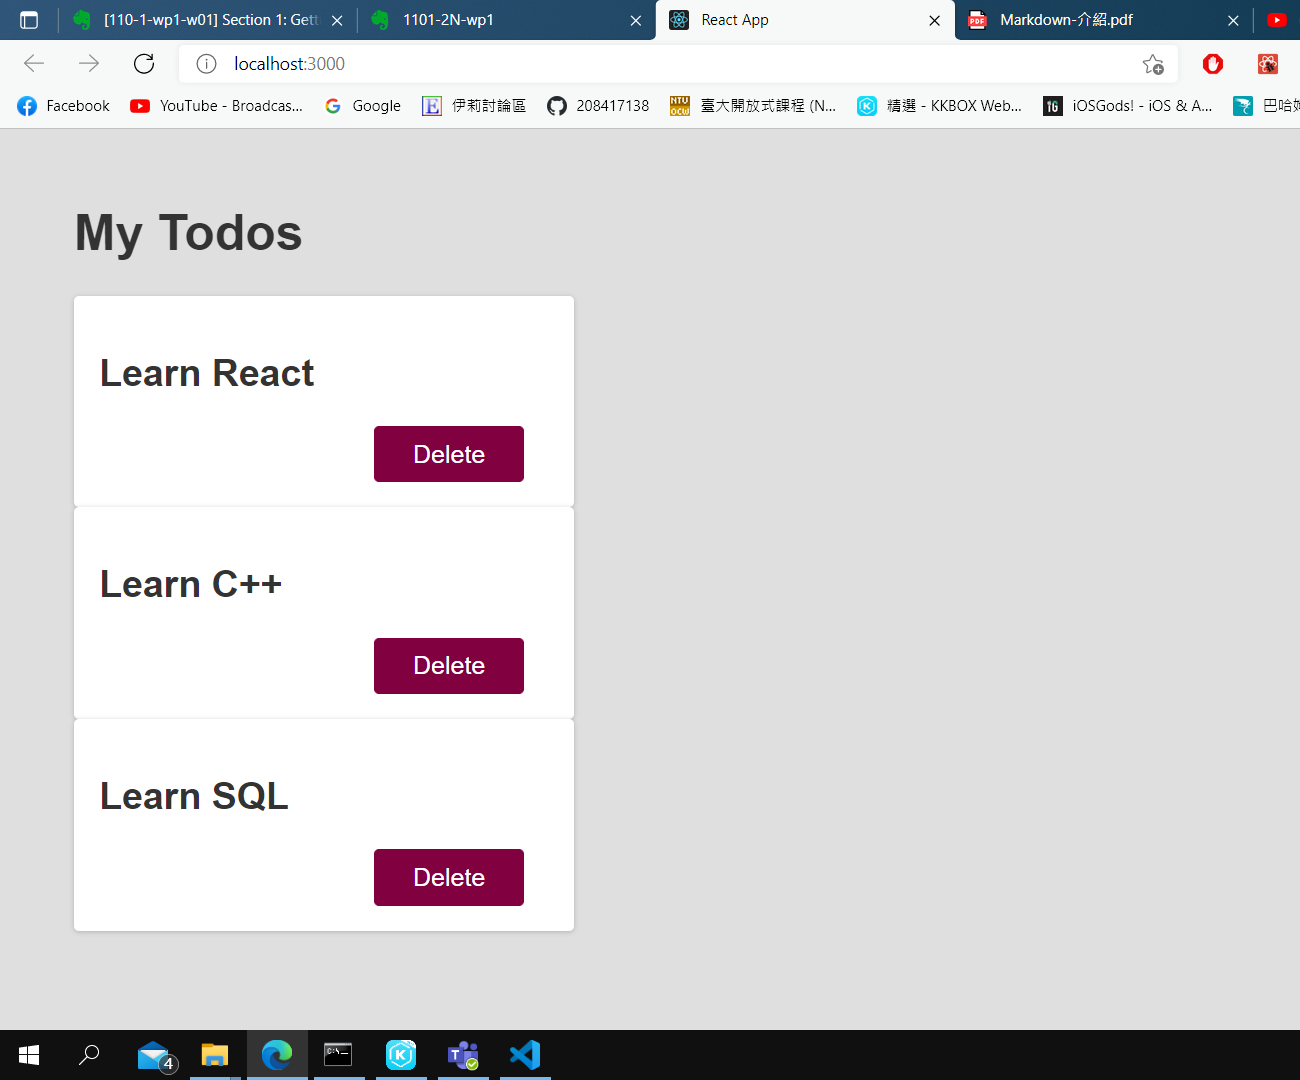 [110-1-wp1-w01] Section 1: Gett
1101-2N-wp1
React App
Markdown-介紹.pdf
localhost:3000
Facebook
YouTube - Broadcas...
Google
伊莉討論區
208417138
臺大開放式課程 (N...
精選 - KKBOX Web...
iOSGods! - iOS & A...
My Todos
Learn React
Delete
Learn C++
Delete
Learn SQL
Delete
4